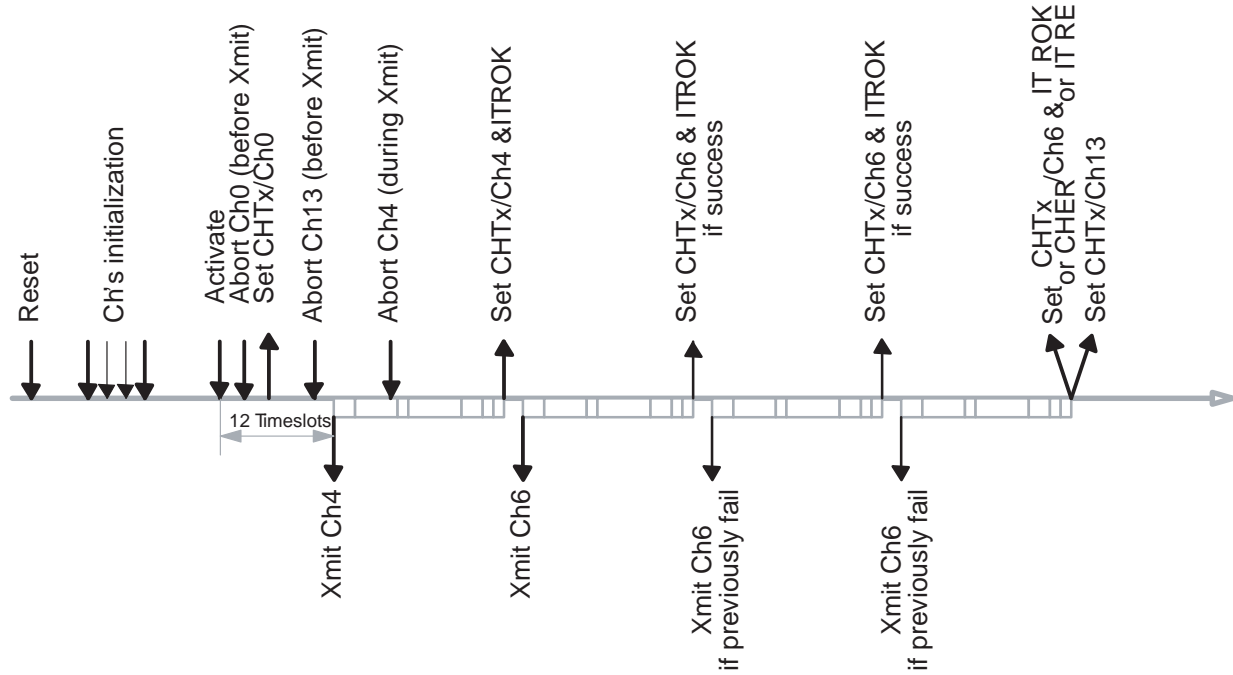 Reset
Ch's initialization
Activate
Abort Ch0 (before Xmit)
Set CHTx/Ch0
Abort Ch13 (before Xmit)
Abort Ch4 (during Xmit)
Set CHTx/Ch4 &ITROK
Set CHTx/Ch6 & ITROK
if success
Set CHTx/Ch6 & ITROK
if success
Set CHTx or CHER/Ch6 & IT ROK or IT RE
Set CHTx/Ch13
12 Timeslots
Xmit Ch4
Xmit Ch6
Xmit Ch6
if previously fail
Xmit Ch6
if previously fail